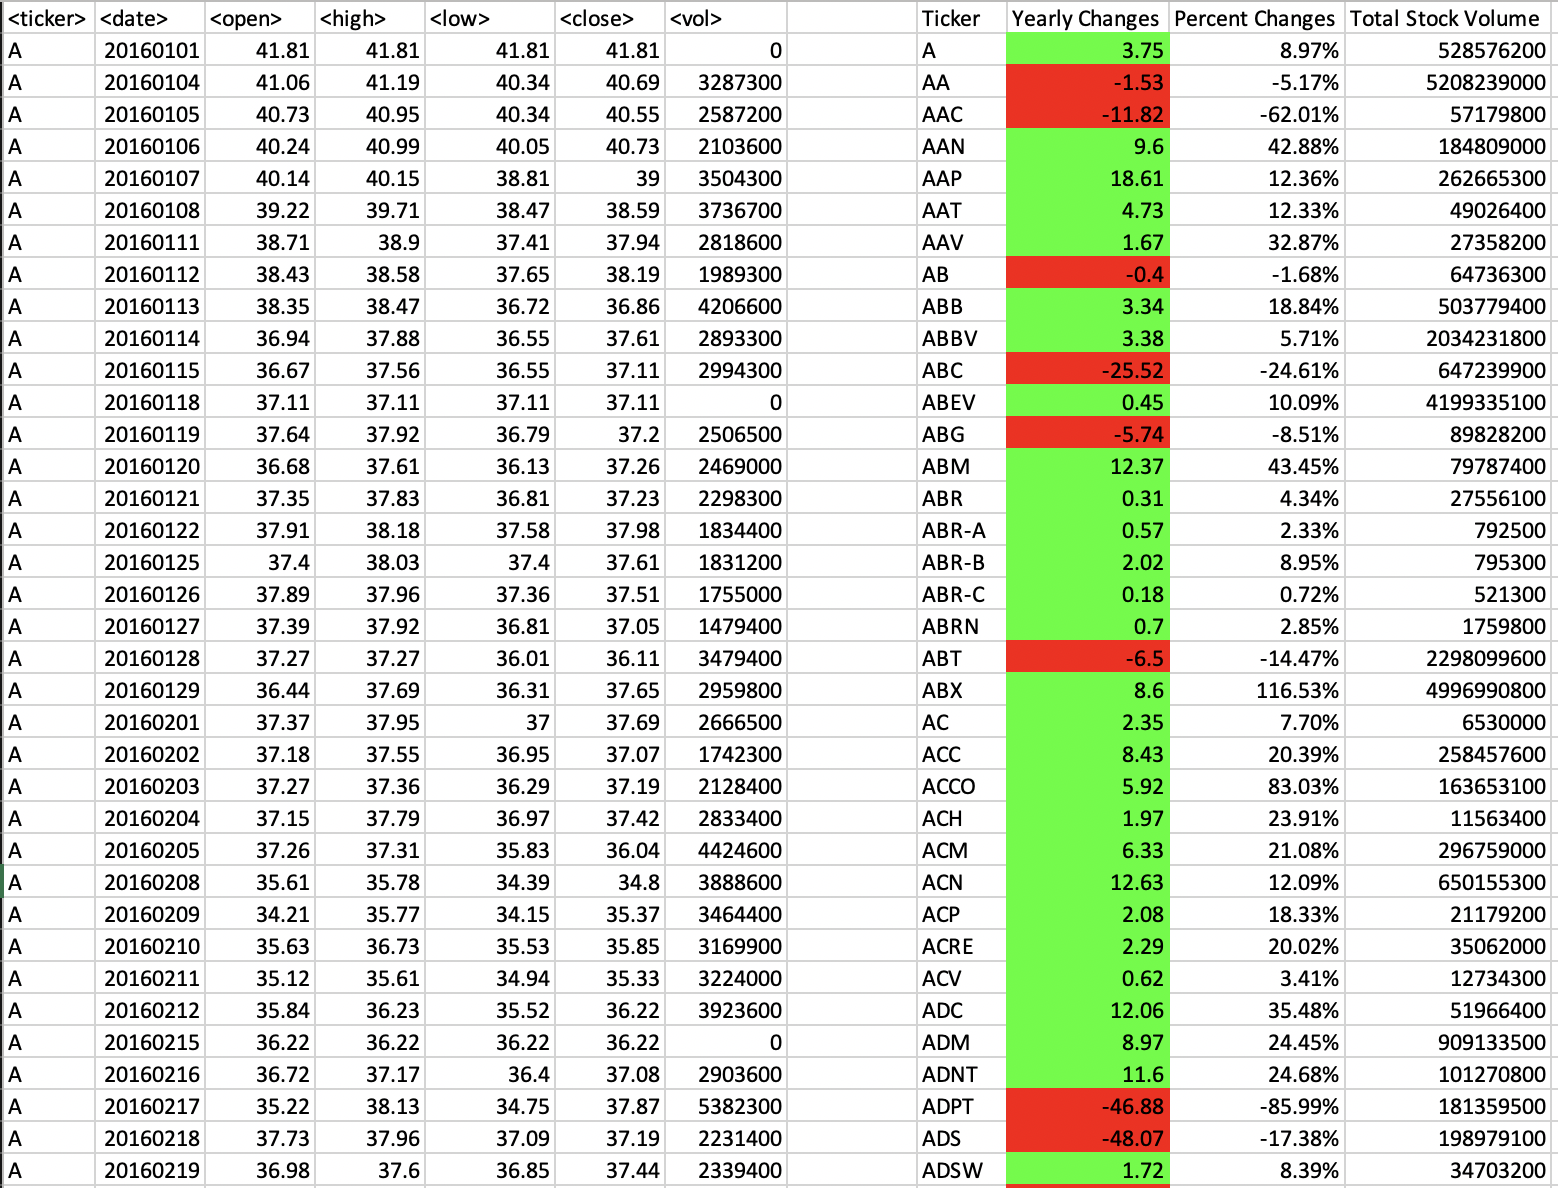 <ticker> <date> <open> <high> <low> <close> <vol> Ticker Yearly Changes Percent Changes Total Stock Volume
A 20160101 41.81 41.81 41.81 41.81 0 A 3.75 8.97% 528576200
A 20160104 41.06 41.19 40.34 40.69 3287300 AA -1.53 -5.17% 5208239000
A 20160105 40.73 40.95 40.34 40.55 2587200 AAC -11.82 -62.01% 57179800
A 20160106 40.24 40.99 40.05 40.73 2103600 AAN 9.6 42.88% 184809000
A 20160107 40.14 40.15 38.81 39 3504300 AAP 18.61 12.36% 262665300
A 20160108 39.22 39.71 38.47 38.59 3736700 AAT 4.73 12.33% 49026400
A 20160111 38.71 38.9 37.41 37.94 2818600 AAV 1.67 32.87% 27358200
A 20160112 38.43 38.58 37.65 38.19 1989300 AB -0.4 -1.68% 64736300
A 20160113 38.35 38.47 36.72 36.86 4206600 ABB 3.34 18.84% 503779400
A 20160114 36.94 37.88 36.55 37.61 2893300 ABBV 3.38 5.71% 2034231800
A 20160115 36.67 37.56 36.55 37.11 2994300 ABC -25.52 -24.61% 647239900
A 20160118 37.11 37.11 37.11 37.11 0 ABEV 0.45 10.09% 4199335100
A 20160119 37.64 37.92 36.79 37.2 2506500 ABG -5.74 -8.51% 89828200
A 20160120 36.68 37.61 36.13 37.26 2469000 ABM 12.37 43.45% 79787400
A 20160121 37.35 37.83 36.81 37.23 2298300 ABR 0.31 4.34% 27556100
A 20160122 37.91 38.18 37.58 37.98 1834400 ABR-A 0.57 2.33% 792500
A 20160125 37.4 38.03 37.4 37.61 1831200 ABR-B 2.02 8.95% 795300
A 20160126 37.89 37.96 37.36 37.51 1755000 ABR-C 0.18 0.72% 521300
A 20160127 37.39 37.92 36.81 37.05 1479400 ABRN 0.7 2.85% 1759800
A 20160128 37.27 37.27 36.01 36.11 3479400 ABT -6.5 -14.47% 2298099600
A 20160129 36.44 37.69 36.31 37.65 2959800 ABX 8.6 116.53% 4996990800
A 20160201 37.37 37.95 37 37.69 2666500 AC 2.35 7.70% 6530000
A 20160202 37.18 37.55 36.95 37.07 1742300 ACC 8.43 20.39% 258457600
A 20160203 37.27 37.36 36.29 37.19 2128400 ACCO 5.92 83.03% 163653100
A 20160204 37.15 37.79 36.97 37.42 2833400 ACH 1.97 23.91% 11563400
A 20160205 37.26 37.31 35.83 36.04 4424600 ACM 6.33 21.08% 296759000
A 20160208 35.61 35.78 34.39 34.8 3888600 ACN 12.63 12.09% 650155300
A 20160209 34.21 35.77 34.15 35.37 3464400 ACP 2.08 18.33% 21179200
A 20160210 35.63 36.73 35.53 35.85 3169900 ACRE 2.29 20.02% 35062000
A 20160211 35.12 35.61 34.94 35.33 3224000 ACV 0.62 3.41% 12734300
A 20160212 35.84 36.23 35.52 36.22 3923600 ADC 12.06 35.48% 51966400
A 20160215 36.22 36.22 36.22 36.22 0 ADM 8.97 24.45% 909133500
A 20160216 36.72 37.17 36.4 37.08 2903600 ADNT 11.6 24.68% 101270800
A 20160217 35.22 38.13 34.75 37.87 5382300 ADPT -46.88 -85.99% 181359500
A 20160218 37.73 37.96 37.09 37.19 2231400 ADS -48.07 -17.38% 198979100
A 20160219 36.98 37.6 36.85 37.44 2339400 ADSW 1.72 8.39% 34703200